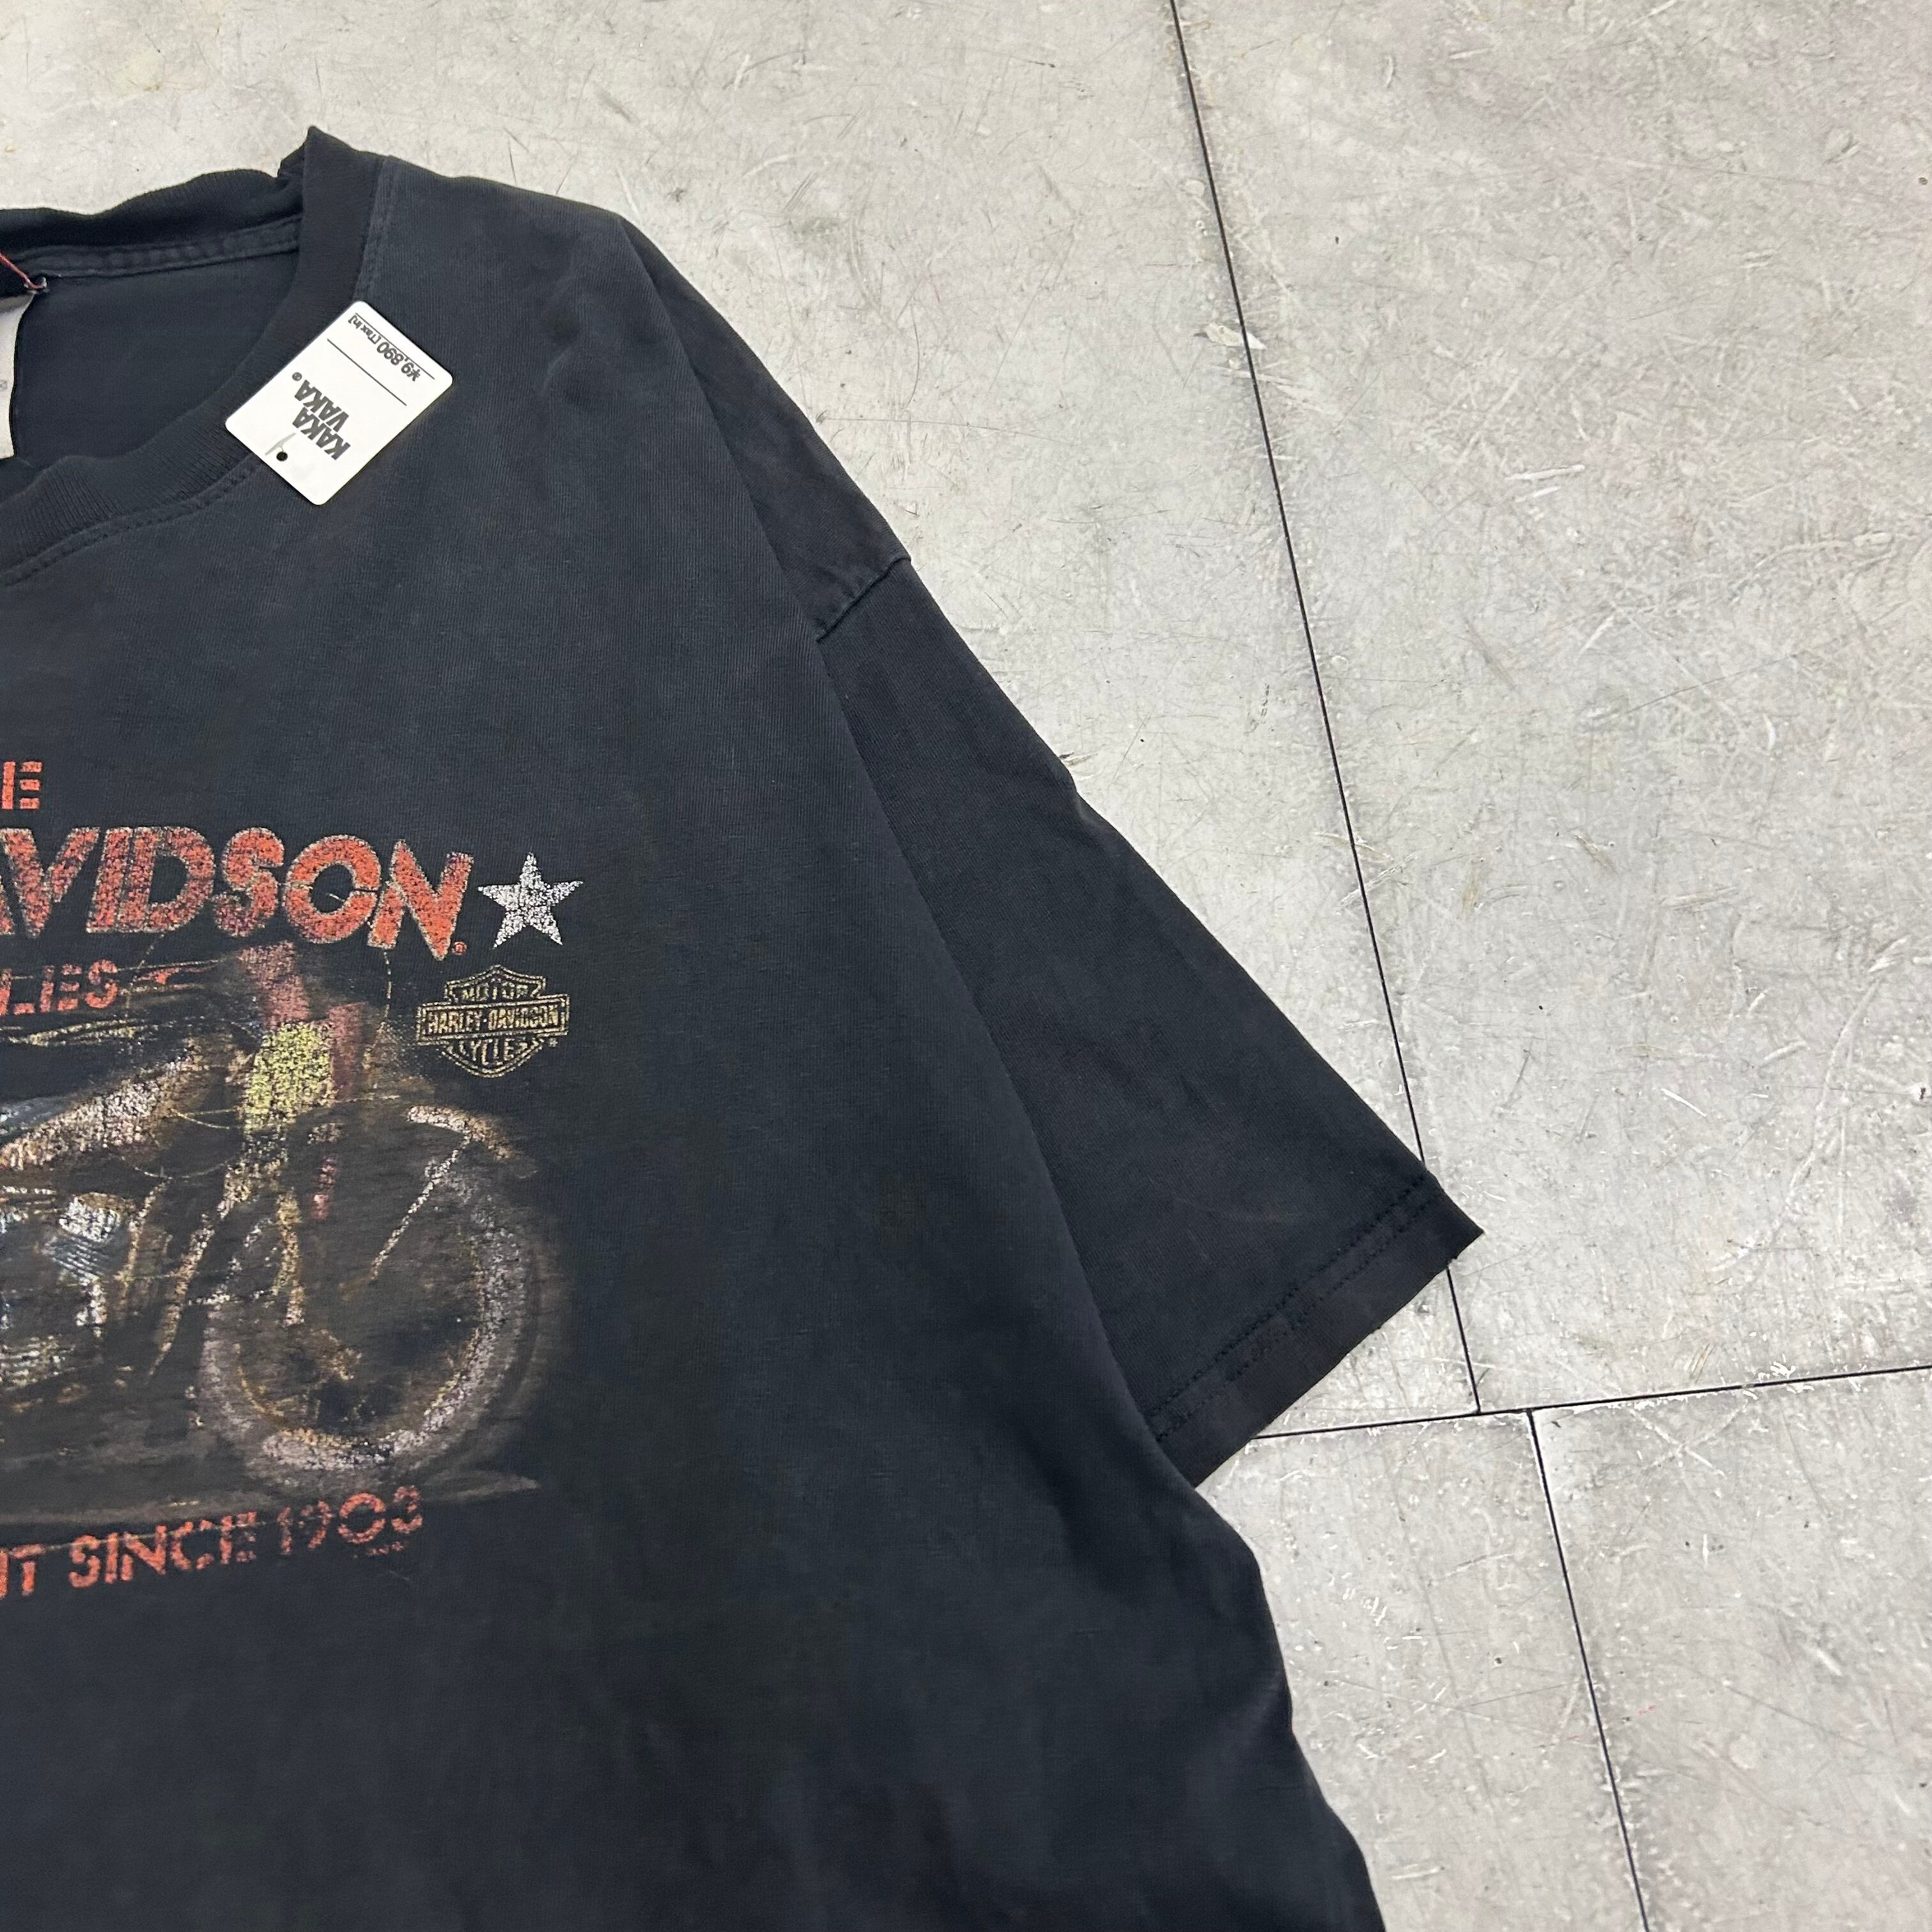 ¥9,890 [Tax In]
KAKA
VAKA®
E
AVIDSON®
LES
MOTOR
HARLEY-DAVIDSON
CYCLES
IT SINCE 1903